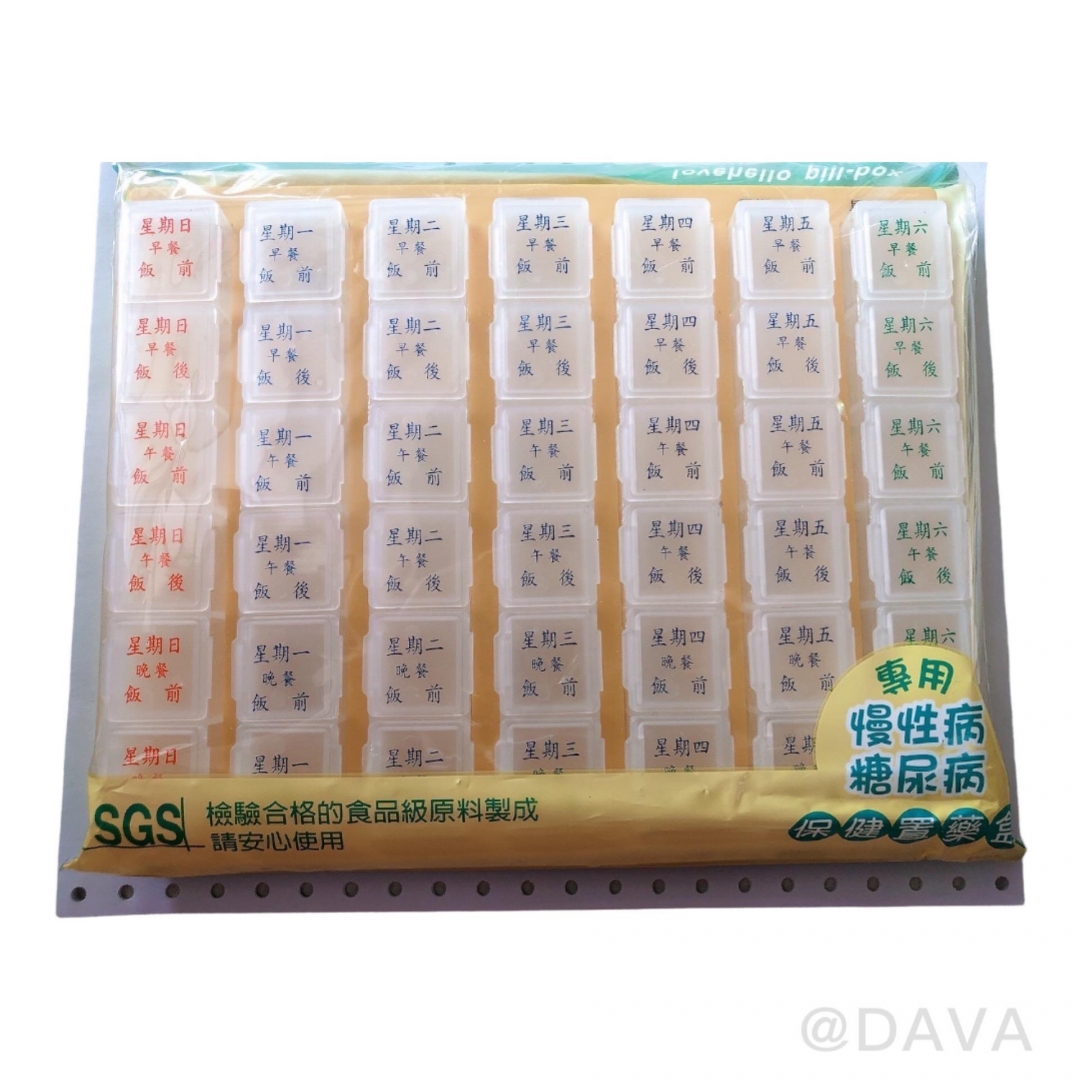 lovehello pill-box
星期日 星期一 星期二 星期三 星期四 星期五 星期六
早餐 早餐 早餐 早餐 早餐 早餐 早餐
飯 前 飯 前 飯 前 飯 前 飯 前 飯 前 飯 前
星期日 星期一 星期二 星期三 星期四 星期五 星期六
早餐 早餐 早餐 早餐 早餐 早餐 早餐
飯 後 飯 後 飯 後 飯 後 飯 後 飯 後 飯 後
星期日 星期一 星期二 星期三 星期四 星期五 星期六
午餐 午餐 午餐 午餐 午餐 午餐 午餐
飯 前 飯 前 飯 前 飯 前 飯 前 飯 前 飯 前
星期日 星期一 星期二 星期三 星期四 星期五 星期六
午餐 午餐 午餐 午餐 午餐 午餐 午餐
飯 後 飯 後 飯 後 飯 後 飯 後 飯 後 飯 後
星期日 星期一 星期二 星期三 星期四 星期五 星期六
晚餐 晚餐 晚餐 晚餐 晚餐 晚餐
飯 前 飯 前 飯 前 飯 前 飯 前 飯 前
星期日 星期一 星期二 星期三 星期四 星期
專用
慢性病
糖尿病
保健置藥盒
SGS 檢驗合格的食品級原料製成
請安心使用
@DAVA